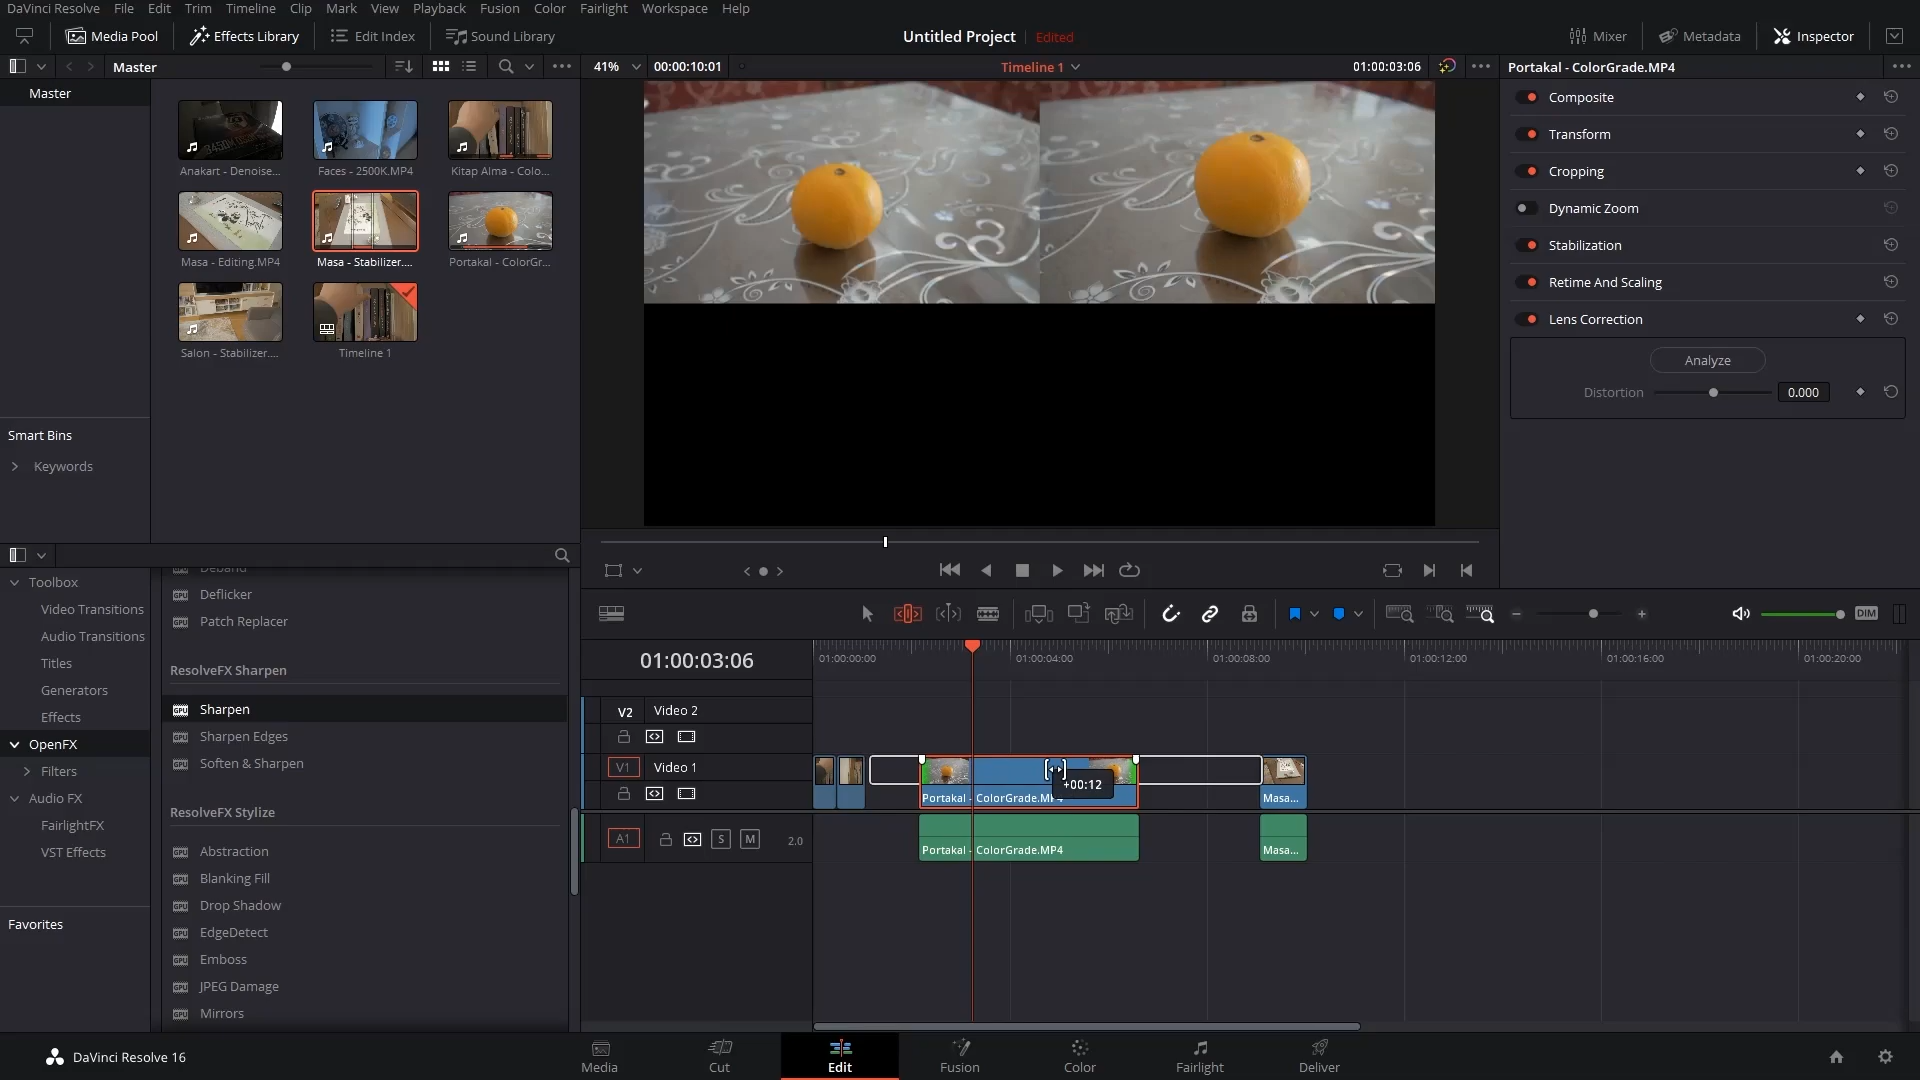 DaVinci Resolve File Edit Trim Timeline Clip Mark View Playback Fusion Color Fairlight Workspace Help
Media Pool Effects Library Edit Index Sound Library Untitled Project Edited Mixer Metadata Inspector
Master 41% 00:00:10:01 Timeline 1 01:00:03:06 Portakal - ColorGrade.MP4
Master
Composite
Transform
Cropping
Dynamic Zoom
Stabilization
Retime And Scaling
Lens Correction
Analyze
Distortion 0.000
Anakart - Denoise... Faces - 2500K.MP4 Kitap Alma - Colo...
Masa - Editing.MP4 Masa - Stabilizer.... Portakal - ColorGr...
Salon - Stabilizer.... Timeline 1
Smart Bins
Keywords
Toolbox
Video Transitions
Audio Transitions
Titles
Generators
Effects
OpenFX
Filters
Audio FX
FairlightFX
VST Effects
Favorites
Deband
Deflicker
Patch Replacer
ResolveFX Sharpen
Sharpen
Sharpen Edges
Soften & Sharpen
ResolveFX Stylize
Abstraction
Blanking Fill
Drop Shadow
EdgeDetect
Emboss
JPEG Damage
Mirrors
DIM
01:00:03:06 01:00:00:00 01:00:04:00 01:00:08:00 01:00:12:00 01:00:16:00 01:00:20:00
V2 Video 2
V1 Video 1
+00:12
Portakal - ColorGrade.MP4 Masa...
A1 S M 2.0
Portakal - ColorGrade.MP4 Masa...
DaVinci Resolve 16
Media Cut Edit Fusion Color Fairlight Deliver